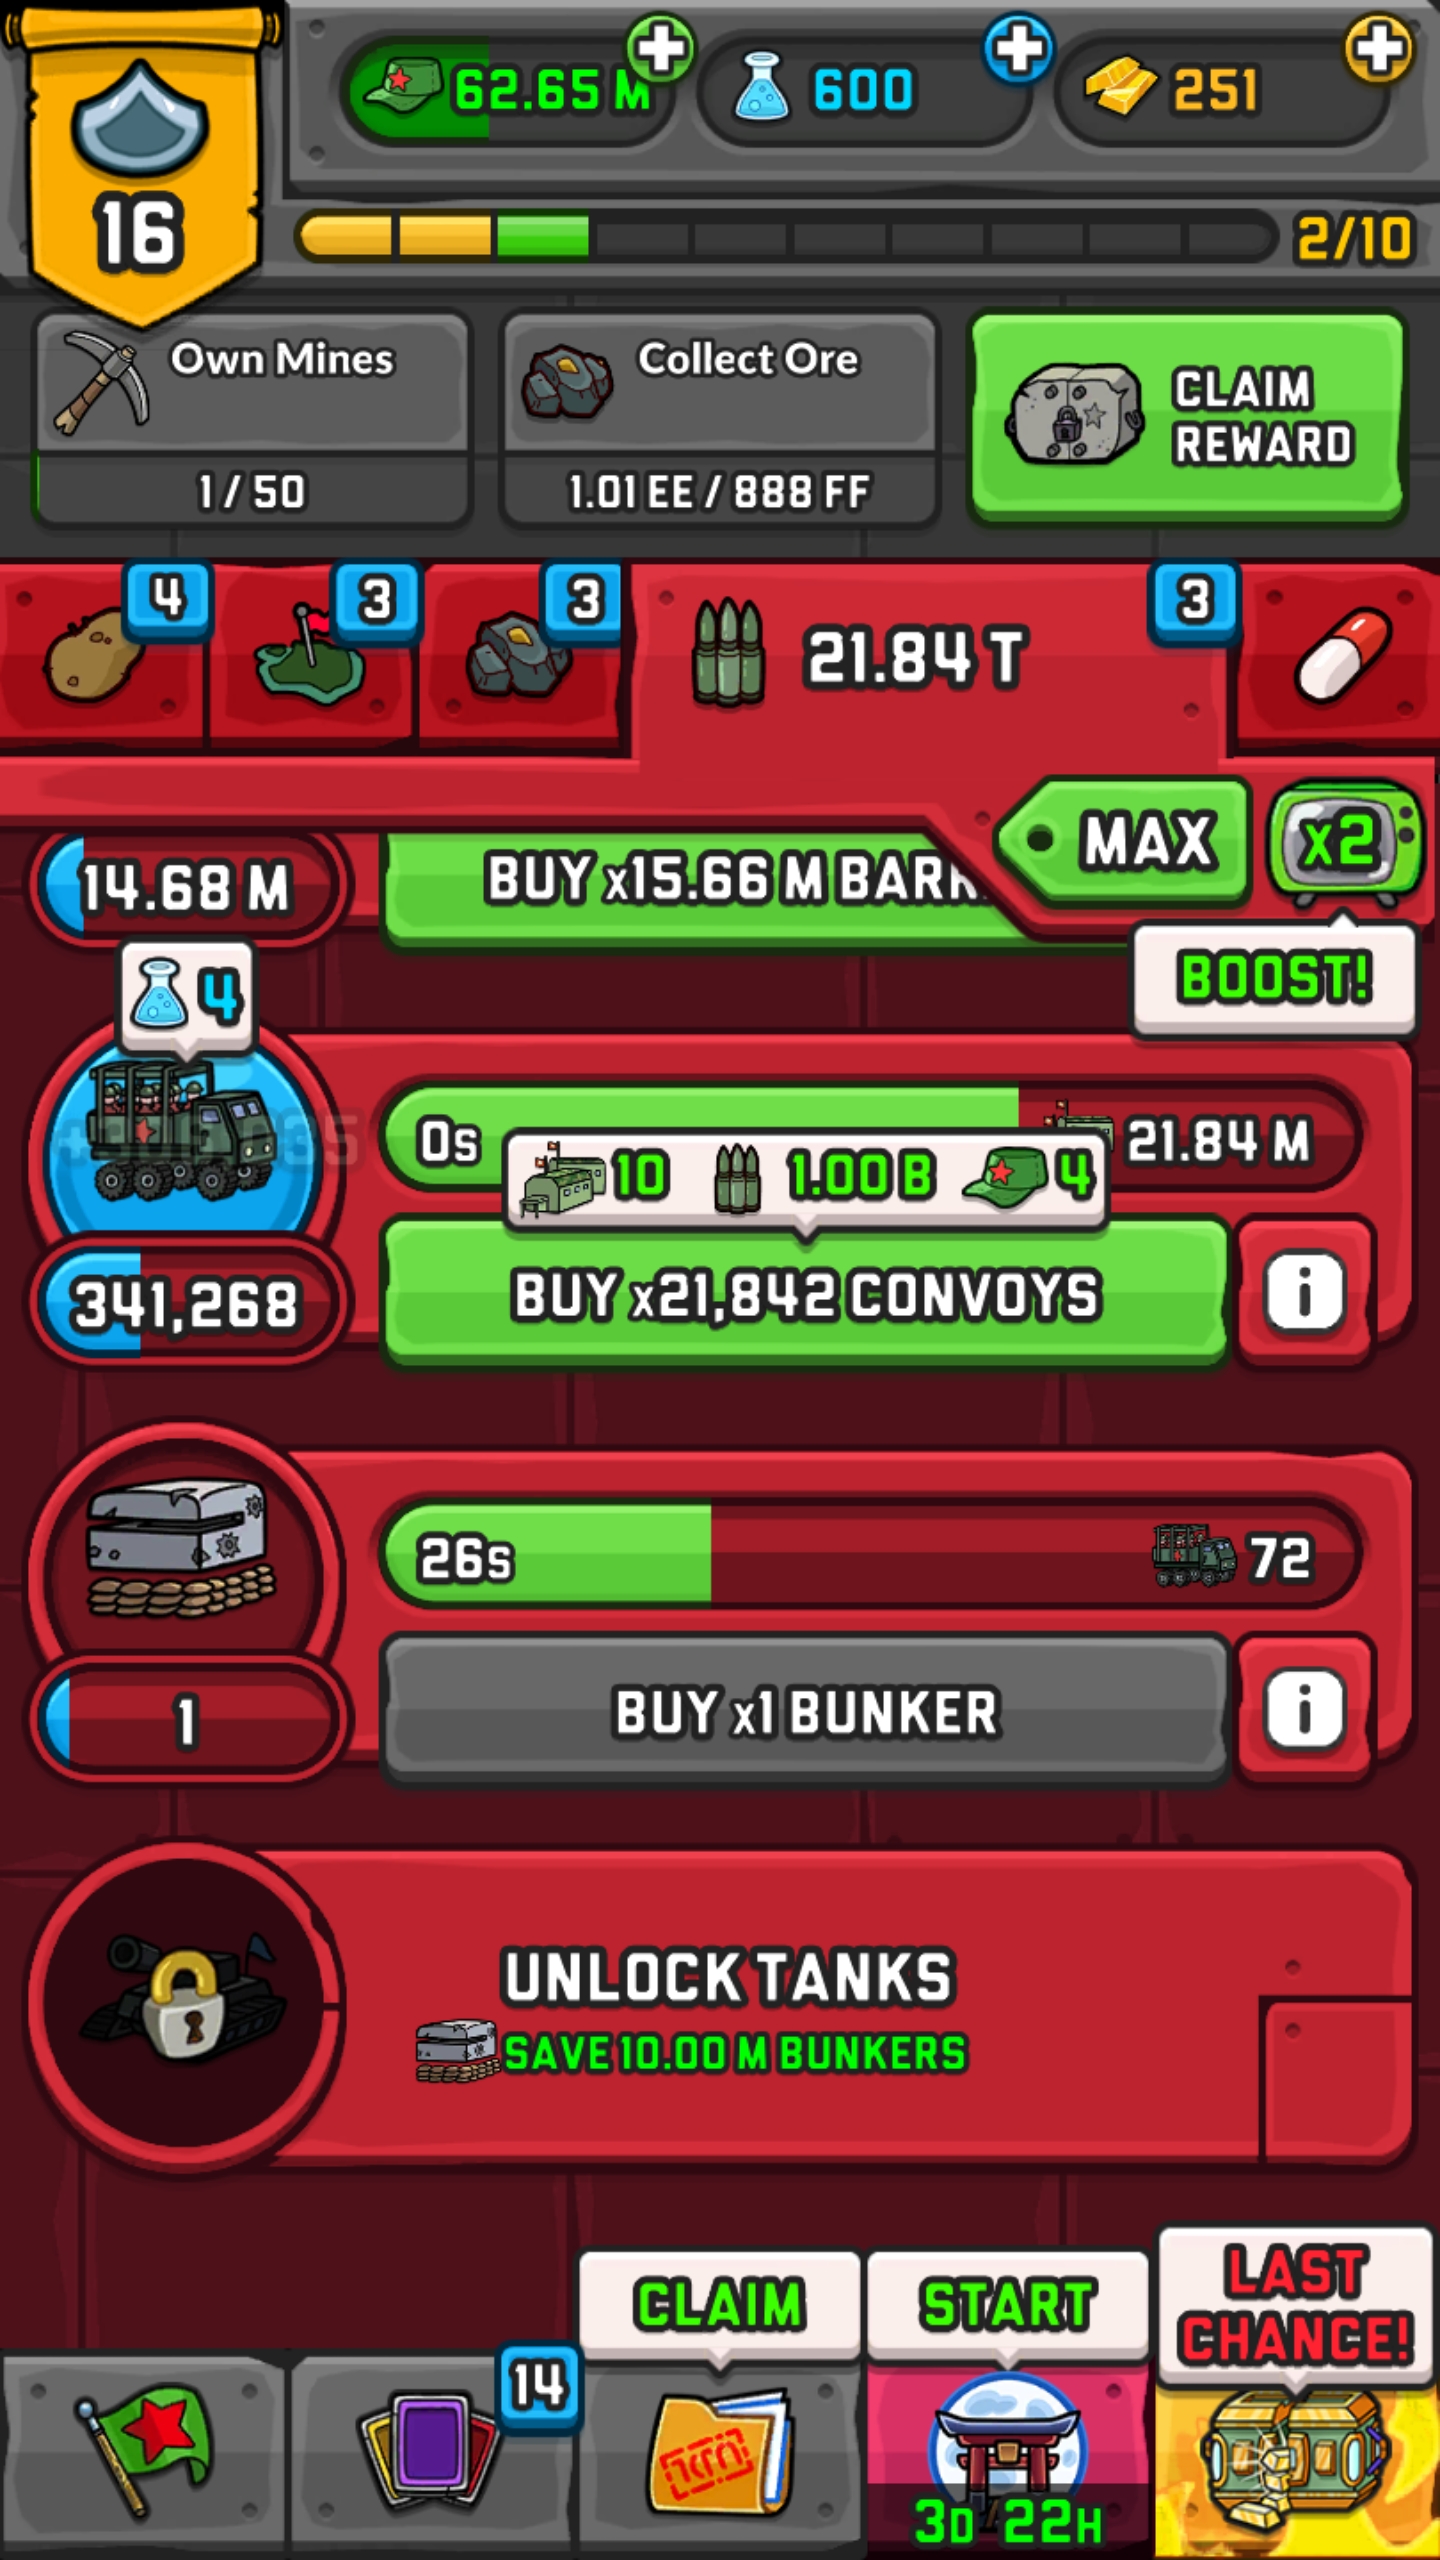 62.65 M
600
251
16
2/10
Own Mines
1 / 50
Collect Ore
1.01 EE / 888 FF
CLAIM
REWARD
4
3
3
21.84 T
3
MAX
x2
BOOST!
14.68 M
BUY x15.66 M BARR
4
0s
21.84 M
10
1.00 B
4
341,268
BUY x21,842 CONVOYS
i
26s
72
1
BUY x1 BUNKER
i
UNLOCK TANKS
SAVE 10.00 M BUNKERS
CLAIM
START
LAST
CHANCE!
14
3D 22H